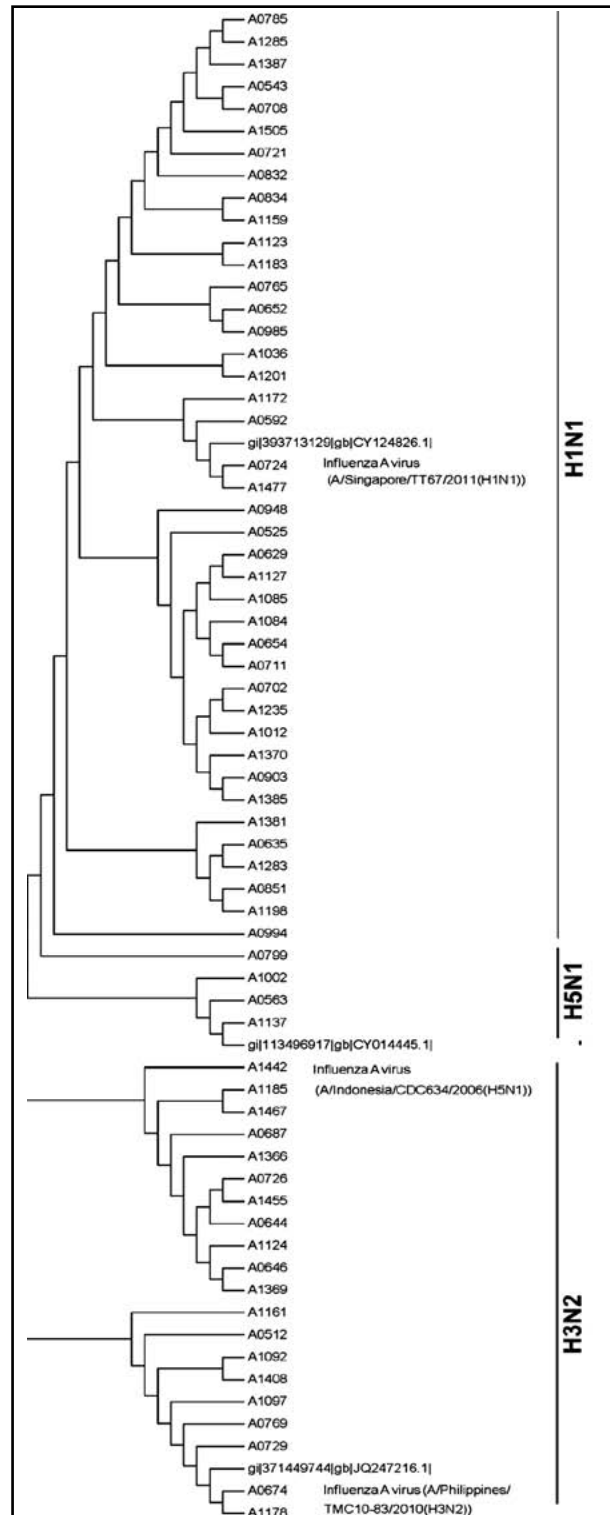 A0785
A1285
A1387
A0543
A0708
A1505
A0721
A0832
A0834
A1159
A1123
A1183
A0765
A0652
A0985
A1036
A1201
A1172
A0592
gi|393713129|gb|CY124826.1|
A0724 Influenza A virus
A1477 (A/Singapore/TT67/2011(H1N1))
A0948
A0525
A0629
A1127
A1085
A1084
A0654
A0711
A0702
A1235
A1012
A1370
A0903
A1385
A1381
A0635
A1283
A0851
A1198
A0994
H1N1
A0799
A1002
A0563
A1137
gi|113496917|gb|CY014445.1|
H5N1
A1442 Influenza A virus
A1185 (A/Indonesia/CDC634/2006(H5N1))
A1467
A0687
A1366
A0726
A1455
A0644
A1124
A0646
A1369
A1161
A0512
A1092
A1408
A1097
A0769
A0729
gi|371449744|gb|JQ247216.1|
A0674 Influenza A virus (A/Philippines/
A1178 TMC10-83/2010(H3N2))
H3N2